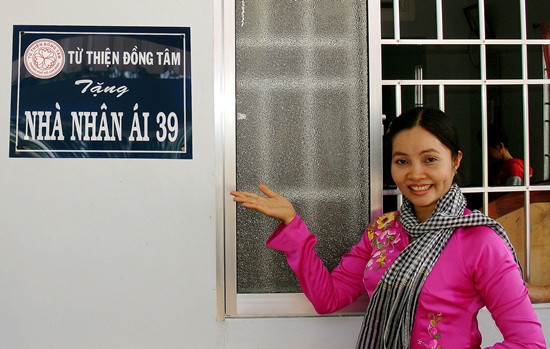 TỪ THIỆN ĐỒNG TÂM
Tặng
NHÀ NHÂN ÁI 39